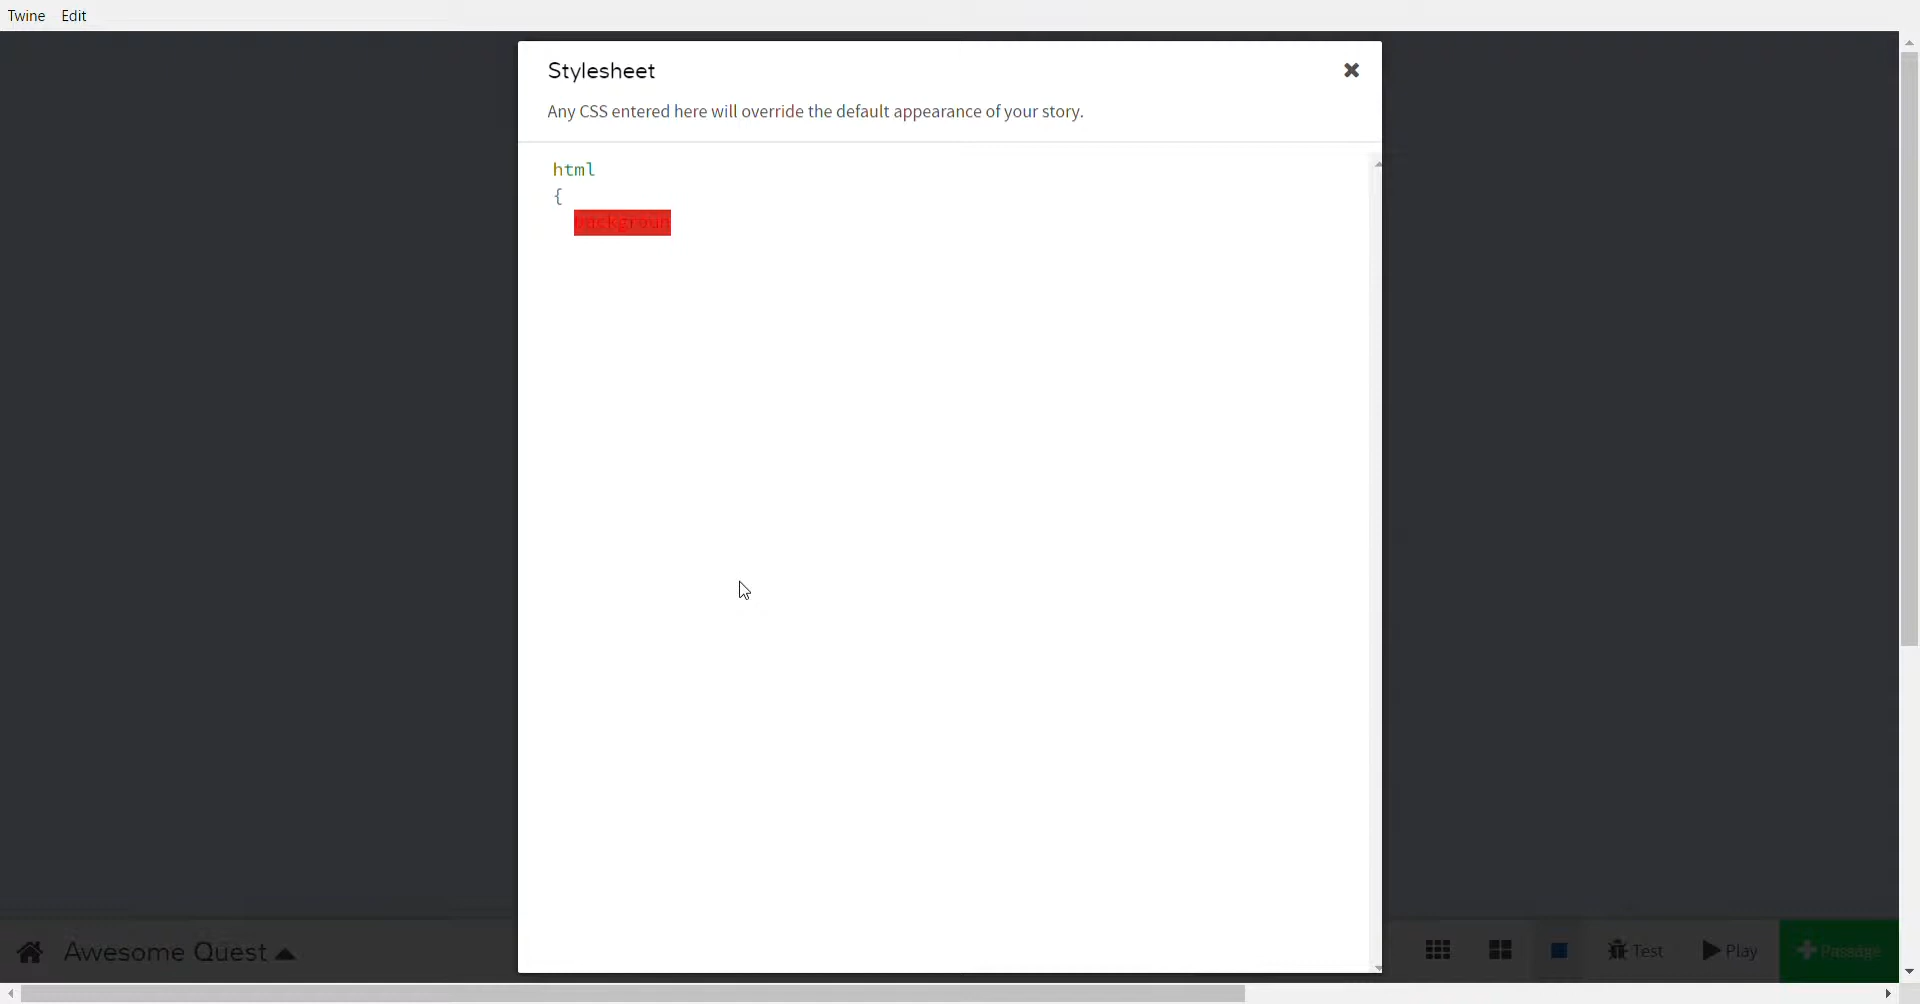 Twine Edit
Stylesheet
Any CSS entered here will override the default appearance of your story.
html
{
backgroun
Awesome Quest
Test
Play
Passage